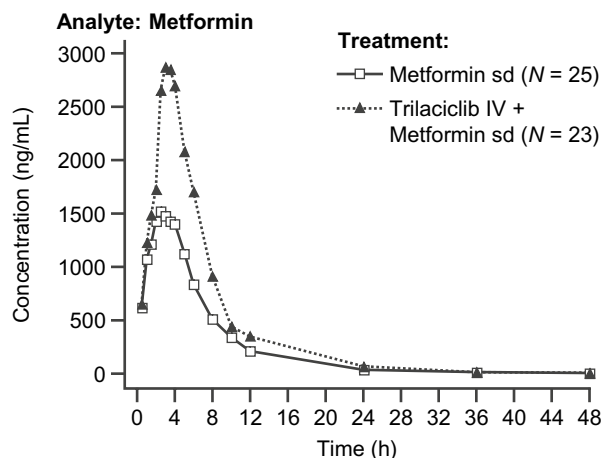 Analyte: Metformin
Treatment:
Metformin sd (N = 25)
Trilaciclib IV +
Metformin sd (N = 23)
Concentration (ng/mL)
3000
2500
2000
1500
1000
500
0
0 4 8 12 16 20 24 28 32 36 40 44 48
Time (h)